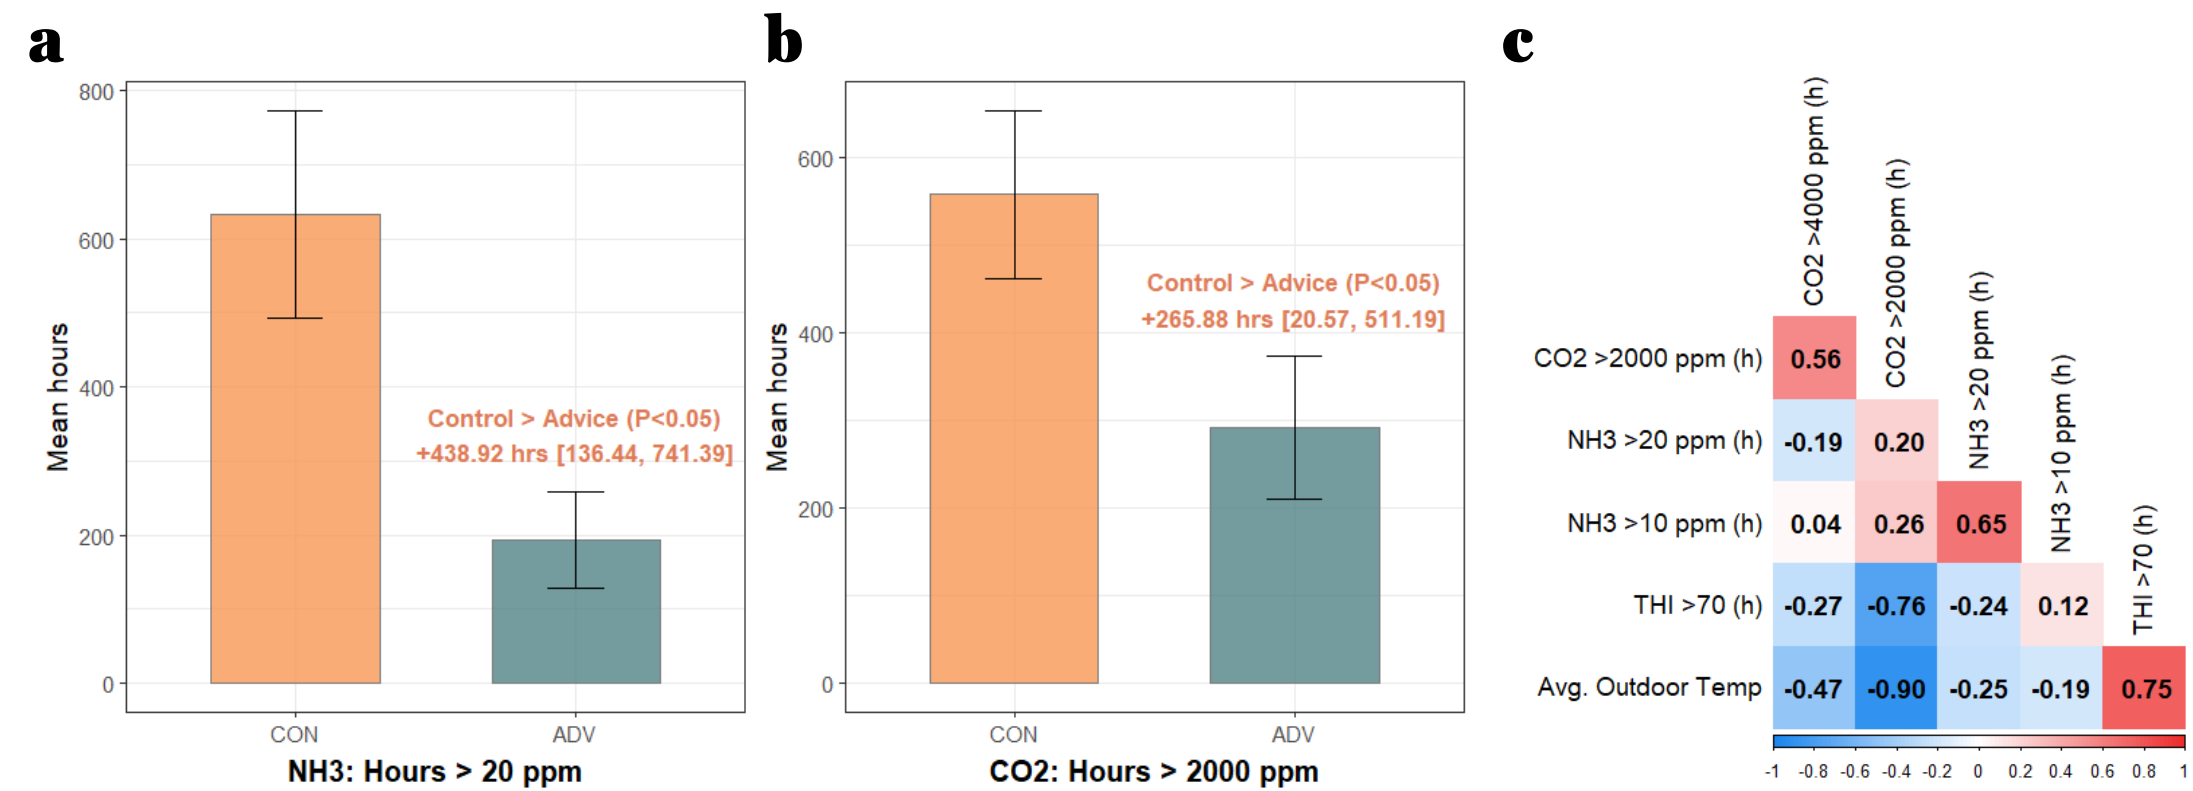 a
Mean hours
800
600
400
200
0
Control > Advice (P<0.05)
+438.92 hrs [136.44, 741.39]
CON
ADV
NH3: Hours > 20 ppm
b
Mean hours
600
400
200
0
Control > Advice (P<0.05)
+265.88 hrs [20.57, 511.19]
CON
ADV
CO2: Hours > 2000 ppm
c
CO2 >4000 ppm (h)
CO2 >2000 ppm (h)
NH3 >20 ppm (h)
NH3 >10 ppm (h)
THI >70 (h)
CO2 >2000 ppm (h) 0.56
NH3 >20 ppm (h) -0.19 0.20
NH3 >10 ppm (h) 0.04 0.26 0.65
THI >70 (h) -0.27 -0.76 -0.24 0.12
Avg. Outdoor Temp -0.47 -0.90 -0.25 -0.19 0.75
-1 -0.8 -0.6 -0.4 -0.2 0 0.2 0.4 0.6 0.8 1